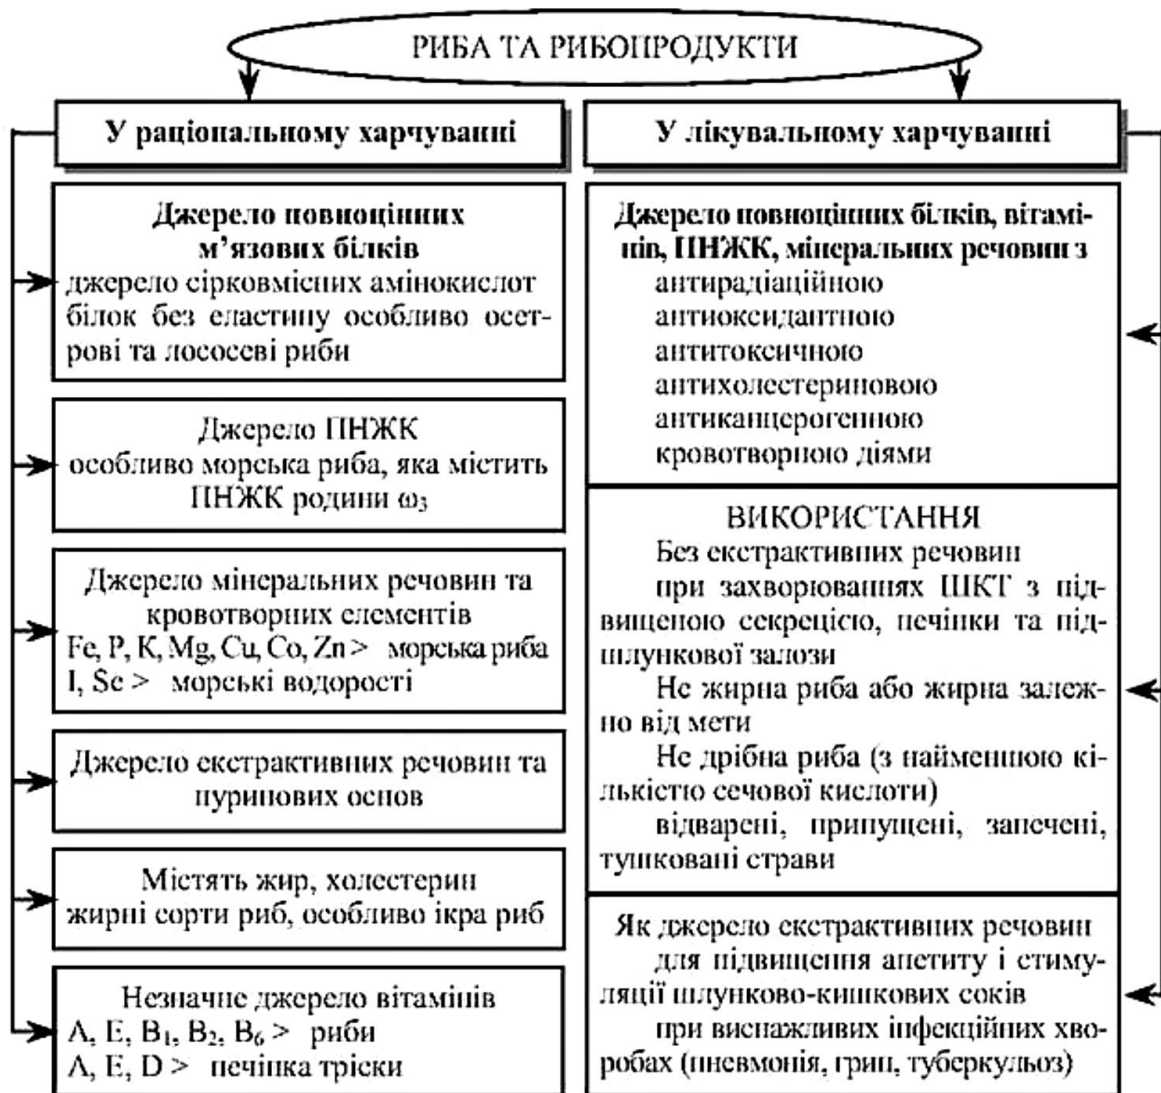 РИБА ТА РИБОПРОДУКТИ
У раціональному харчуванні
Джерело повноцінних
м’язових білків
джерело сірковмісних амінокислот
білок без еластину особливо осет-
рові та лососеві риби
Джерело ПНЖК
особливо морська риба, яка містить
ПНЖК родини ω₃
Джерело мінеральних речовин та
кровотворних елементів
Fe, P, K, Mg, Cu, Co, Zn > морська риба
I, Se > морські водорості
Джерело екстрактивних речовин та
пуринових основ
Містять жир, холестерин
жирні сорти риб, особливо ікра риб
Незначне джерело вітамінів
A, E, B₁, B₂, B₆ > риби
A, E, D > печінка тріски
У лікувальному харчуванні
Джерело повноцінних білків, вітамі-
нів, ПНЖК, мінеральних речовин з
антирадіаційною
антиоксидантною
антитоксичною
антихолестериновою
антиканцерогенною
кровотворною діями
ВИКОРИСТАННЯ
Без екстрактивних речовин
при захворюваннях ШКТ з під-
вищеною секрецією, печінки та під-
шлункової залози
Не жирна риба або жирна залеж-
но від мети
Не дрібна риба (з найменшою кі-
лькістю сечової кислоти)
відварені, припущені, запечені,
тушковані страви
Як джерело екстрактивних речовин
для підвищення апетиту і стиму-
ляції шлунково-кишкових соків
при виснажливих інфекційних хво-
робах (пневмонія, грип, туберкульоз)